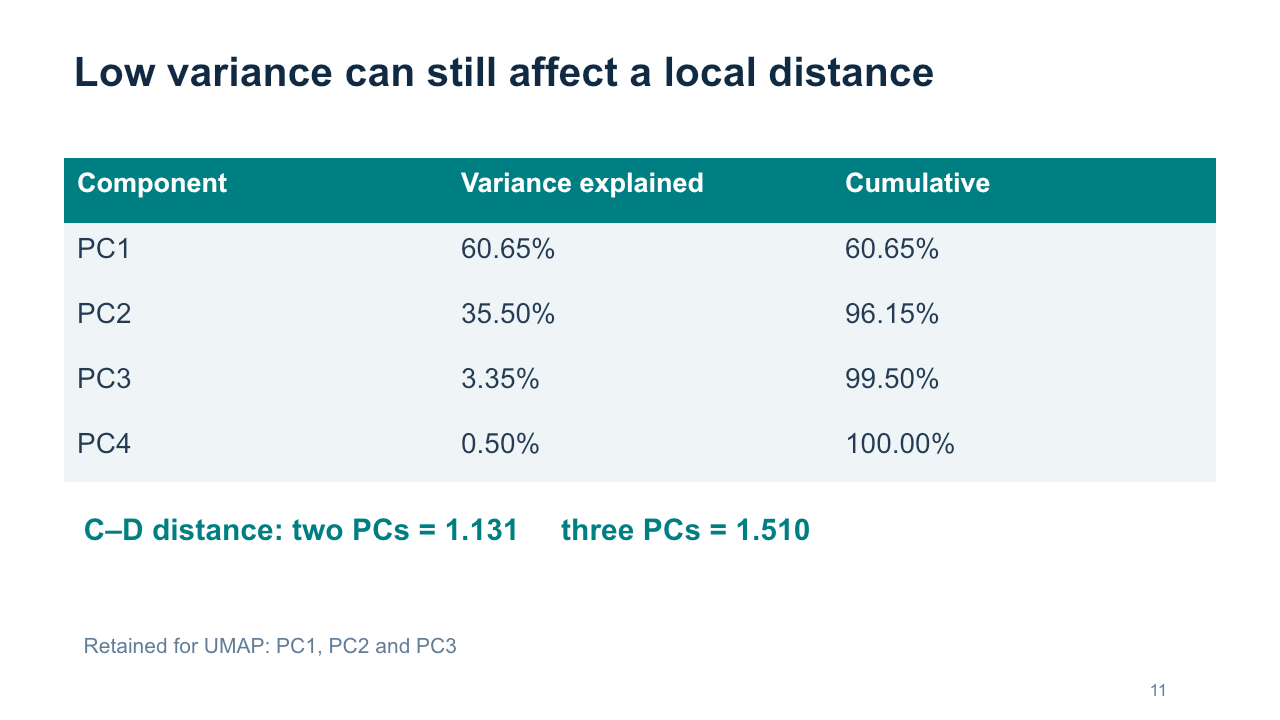 Low variance can still affect a local distance
Component Variance explained Cumulative
PC1 60.65% 60.65%
PC2 35.50% 96.15%
PC3 3.35% 99.50%
PC4 0.50% 100.00%
C–D distance: two PCs = 1.131 three PCs = 1.510
Retained for UMAP: PC1, PC2 and PC3
11